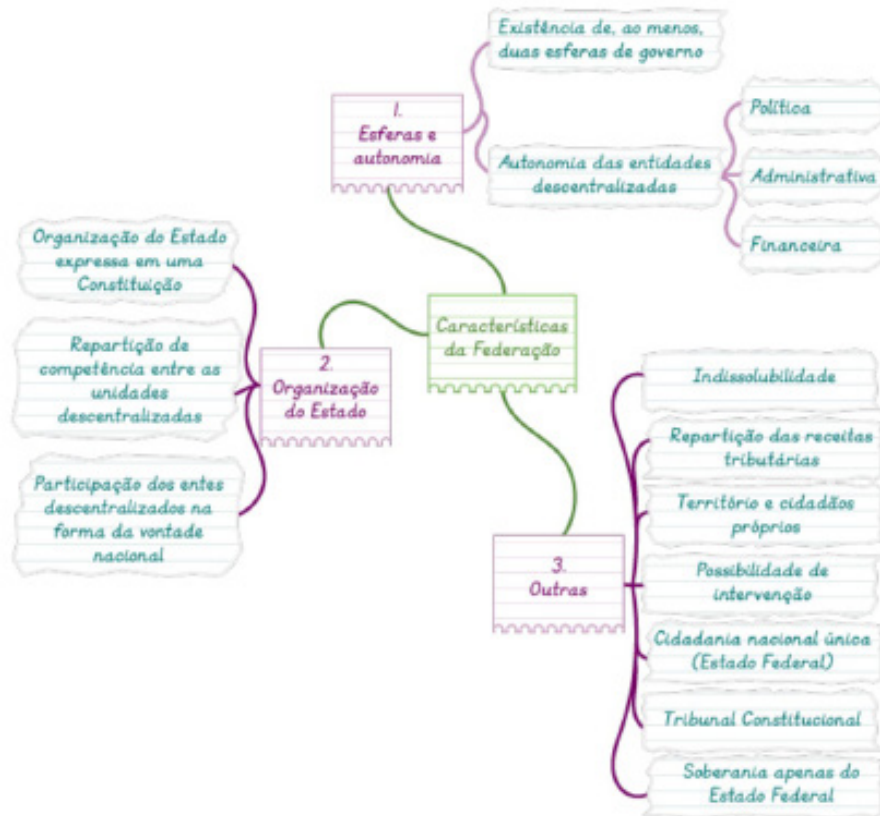 Existência de, ao menos,
duas esferas de governo
1.
Esferas e
autonomia
Autonomia das entidades
descentralizadas
Política
Administrativa
Financeira
Características
da Federação
2.
Organização
do Estado
Organização do Estado
expressa em uma
Constituição
Repartição de
competência entre as
unidades
descentralizadas
Participação dos entes
descentralizados na
forma da vontade
nacional
3.
Outras
Indissolubilidade
Repartição das receitas
tributárias
Território e cidadãos
próprios
Possibilidade de
intervenção
Cidadania nacional única
(Estado Federal)
Tribunal Constitucional
Soberania apenas do
Estado Federal